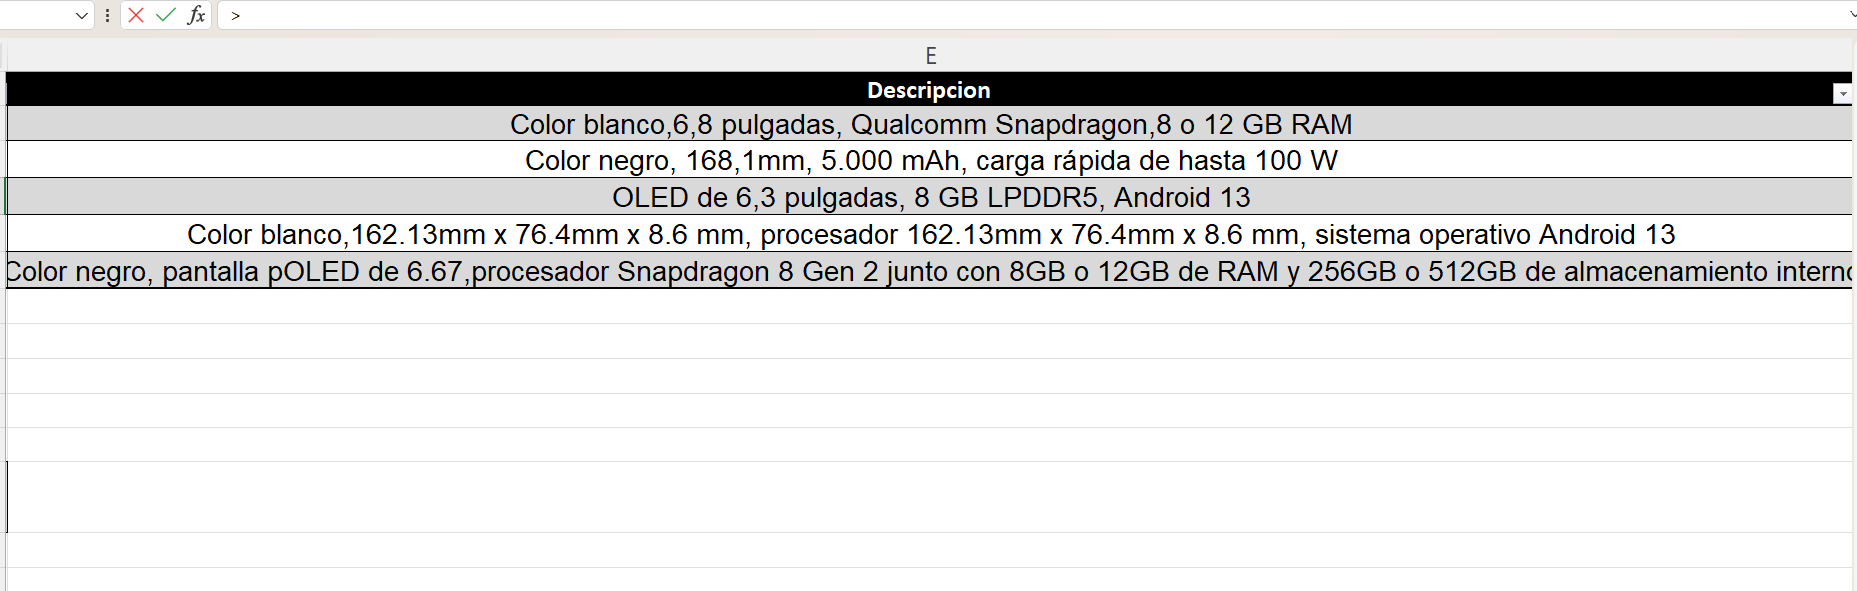 fx >
E
Descripcion
Color blanco,6,8 pulgadas, Qualcomm Snapdragon,8 o 12 GB RAM
Color negro, 168,1mm, 5.000 mAh, carga rápida de hasta 100 W
OLED de 6,3 pulgadas, 8 GB LPDDR5, Android 13
Color blanco,162.13mm x 76.4mm x 8.6 mm, procesador 162.13mm x 76.4mm x 8.6 mm, sistema operativo Android 13
Color negro, pantalla pOLED de 6.67,procesador Snapdragon 8 Gen 2 junto con 8GB o 12GB de RAM y 256GB o 512GB de almacenamiento interno